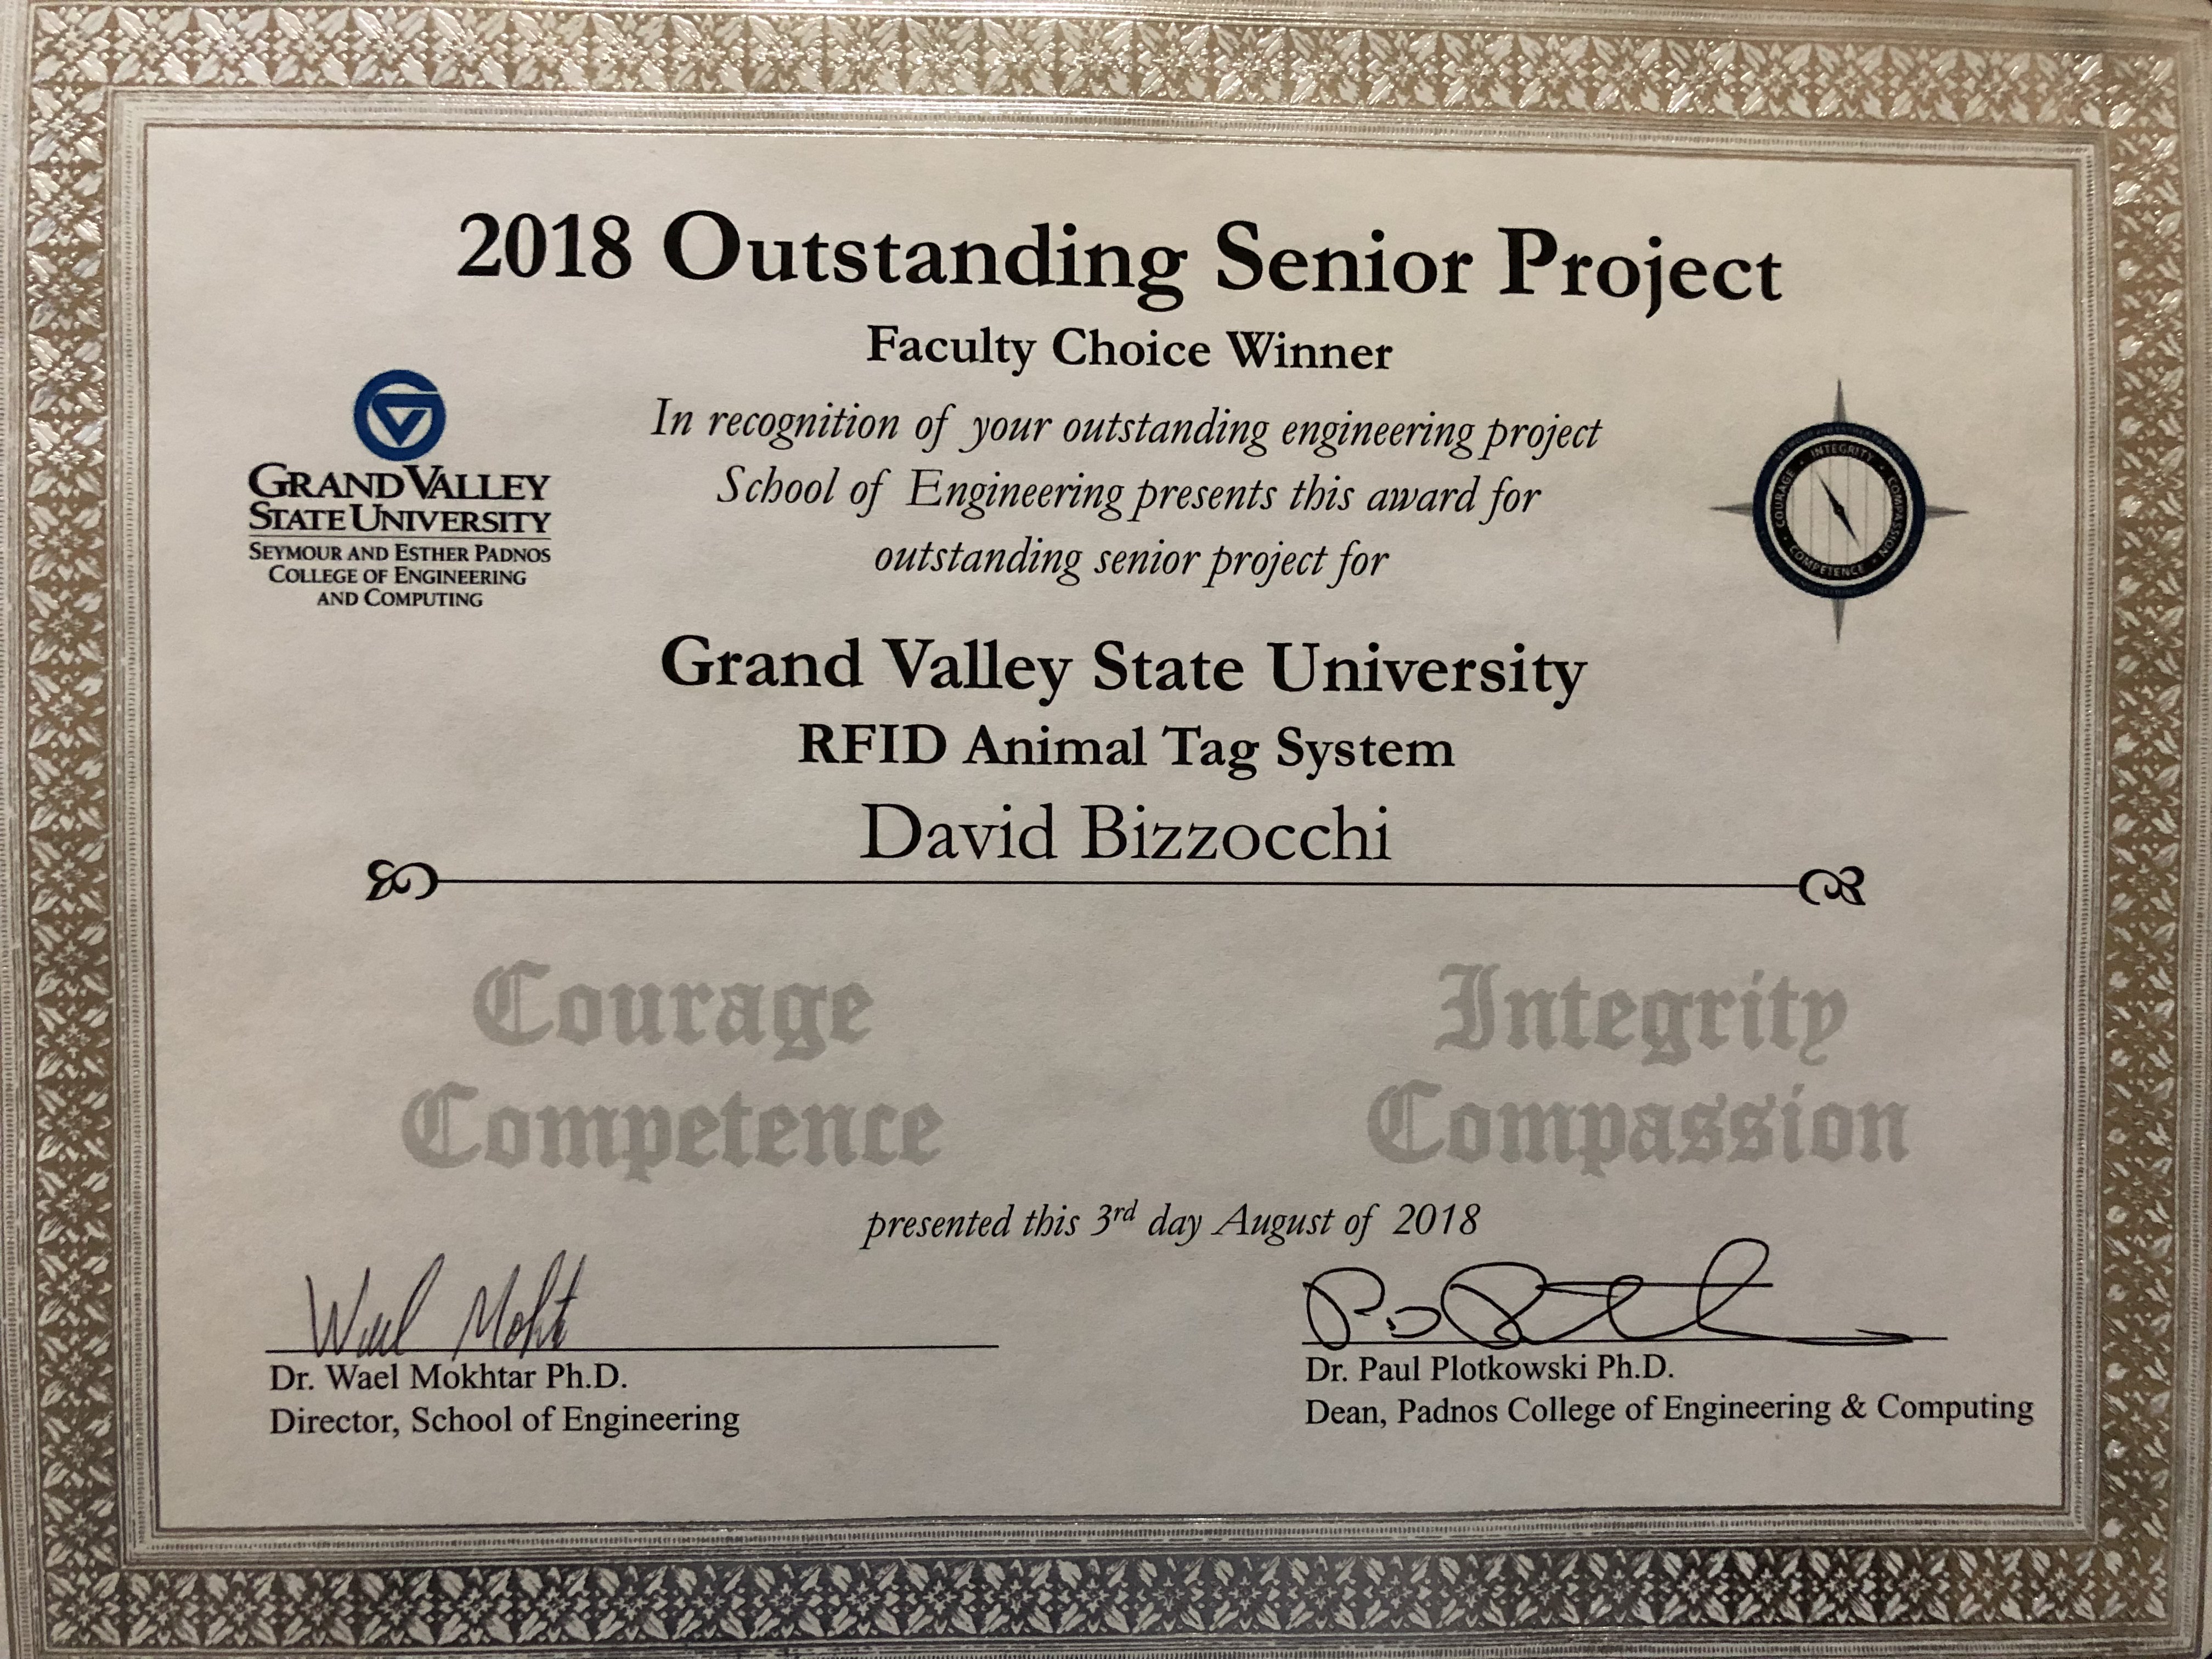 2018 Outstanding Senior Project
Faculty Choice Winner
In recognition of your outstanding engineering project
School of Engineering presents this award for
outstanding senior project for
GRAND VALLEY
STATE UNIVERSITY
SEYMOUR AND ESTHER PADNOS
COLLEGE OF ENGINEERING
AND COMPUTING
COURAGE • INTEGRITY • COMPASSION • COMPETENCE •
Grand Valley State University
RFID Animal Tag System
David Bizzocchi
Courage
Integrity
Competence
Compassion
presented this 3rd day August of 2018
Wael Mokht
Dr. Wael Mokhtar Ph.D.
Director, School of Engineering
Dr. Paul Plotkowski Ph.D.
Dean, Padnos College of Engineering & Computing